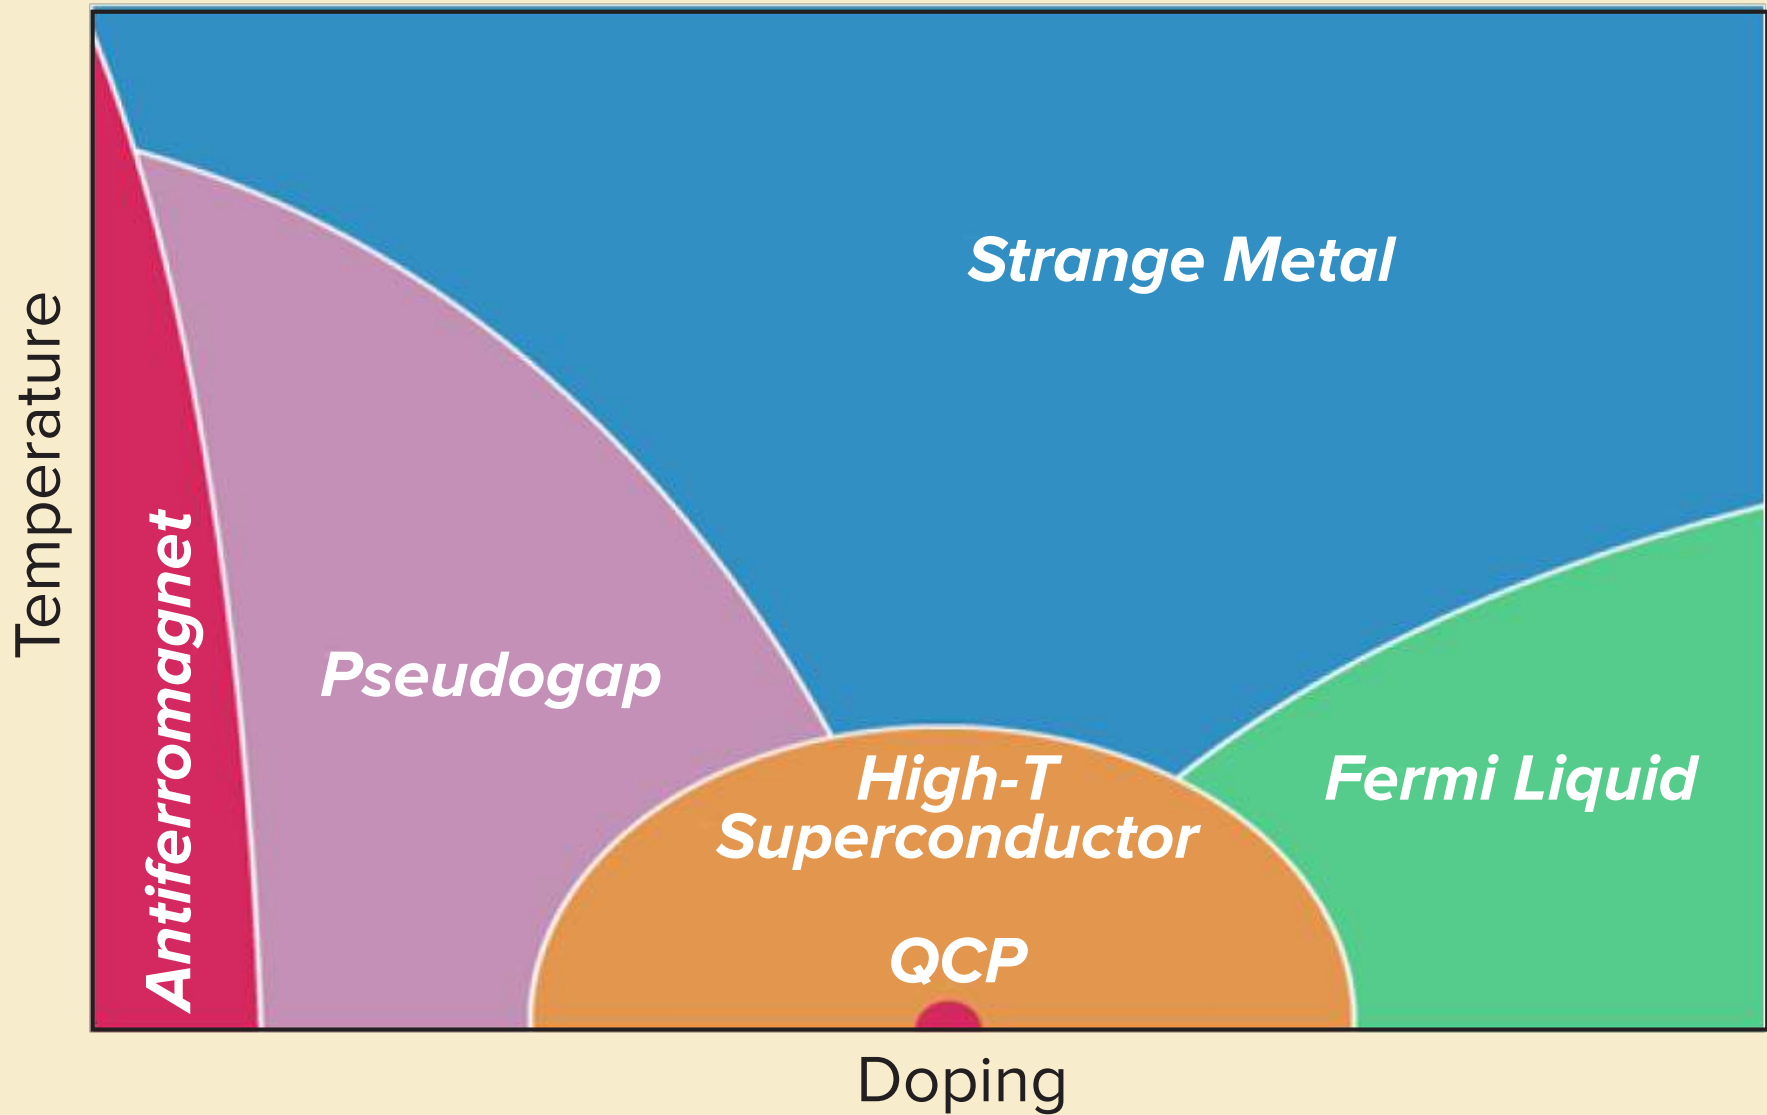 Temperature
Antiferromagnet
Pseudogap
Strange Metal
High-T
Superconductor
QCP
Fermi Liquid
Doping